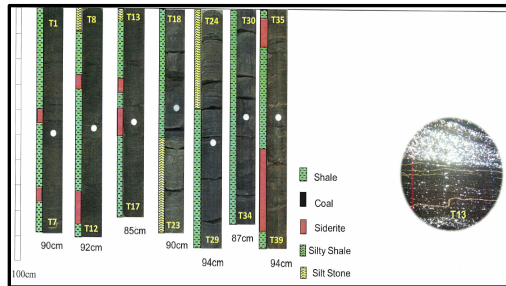 T1 T8 T13 T18 T24 T30 T35
T7 T12 T17 T23 T29 T34 T39
90cm 92cm 85cm 90cm 94cm 87cm 94cm
100cm
Shale
Coal
Siderite
Silty Shale
Silt Stone
T13